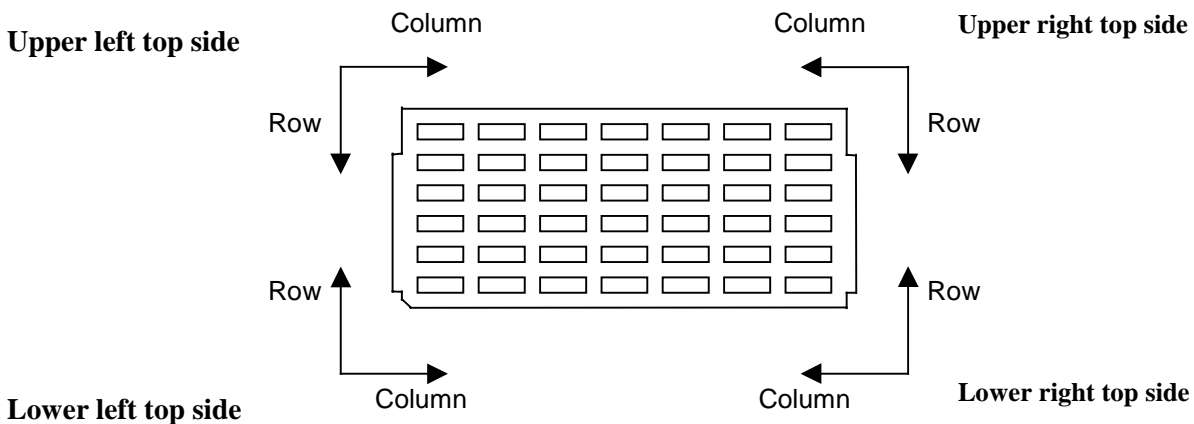 Upper left top side
Column
Column
Upper right top side
Row
Row
Row
Row
Lower left top side
Column
Column
Lower right top side